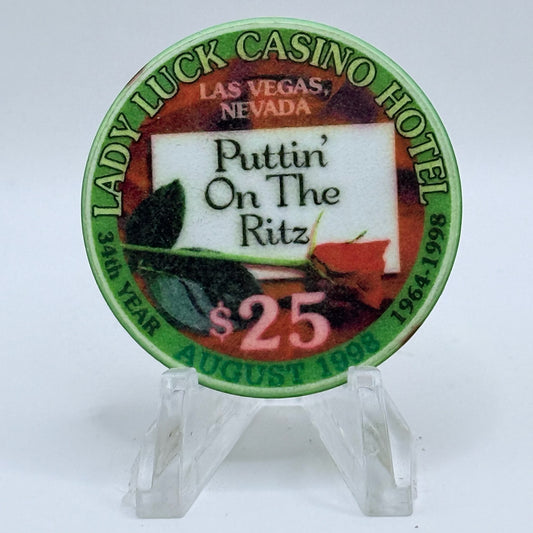 LADY LUCK CASINO HOTEL
LAS VEGAS,
NEVADA
Puttin'
On The
Ritz
34th YEAR
1964-1998
$25
AUGUST 1998